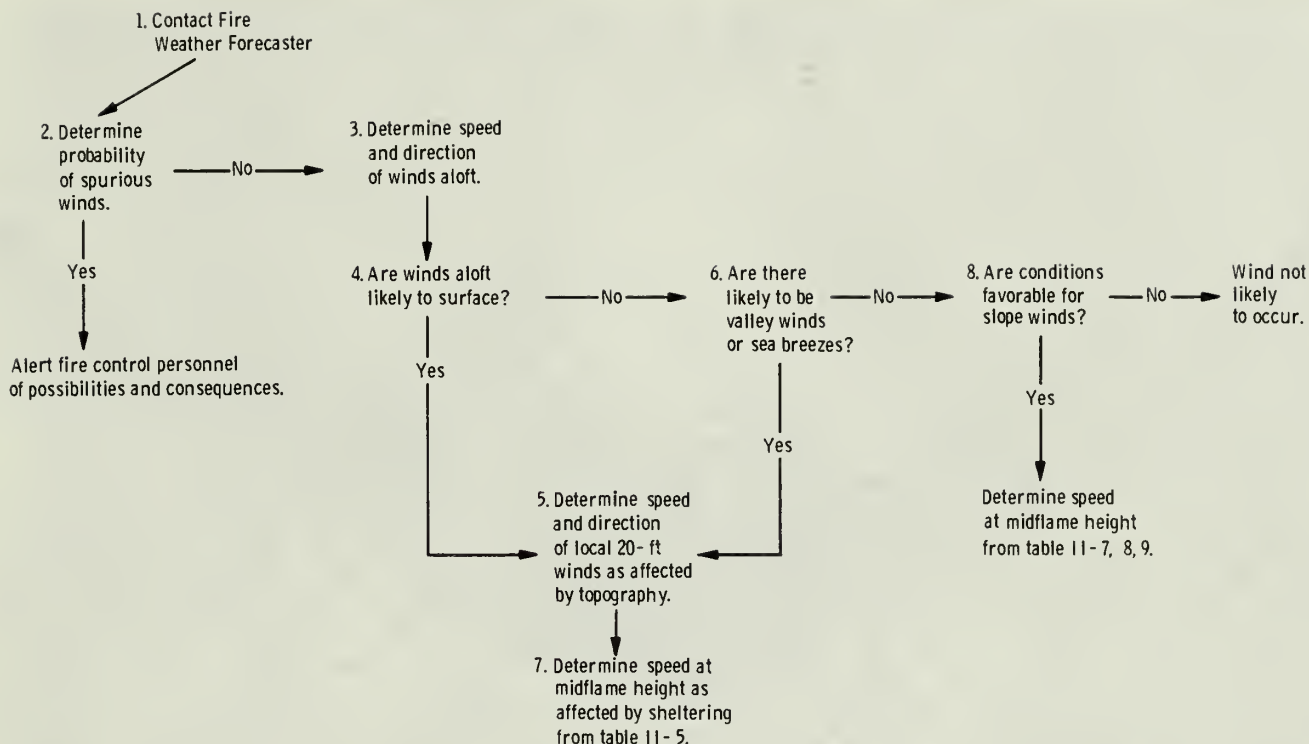 1. Contact Fire
Weather Forecaster
2. Determine
probability
of spurious
winds.
No
3. Determine speed
and direction
of winds aloft.
Yes
Alert fire control personnel
of possibilities and consequences.
4. Are winds aloft
likely to surface?
No
6. Are there
likely to be
valley winds
or sea breezes?
No
8. Are conditions
favorable for
slope winds?
No
Wind not
likely
to occur.
Yes
Yes
Yes
5. Determine speed
and direction
of local 20- ft
winds as affected
by topography.
Determine speed
at midflame height
from table 11-7, 8, 9.
7. Determine speed at
midflame height as
affected by sheltering
from table 11-5.